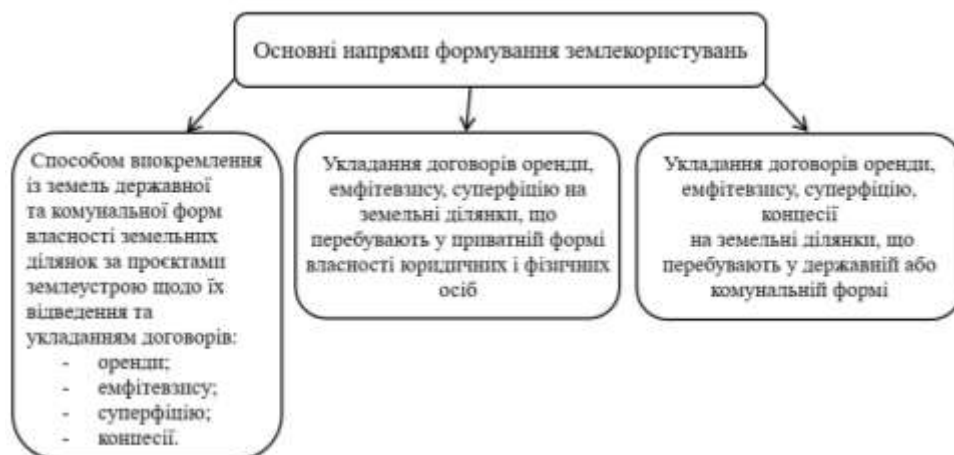 Основні напрями формування землекористувань
Способом впокремлення
із земель державної
та комунальної форм
власності земельних
ділянок за проєктами
землеустрою щодо їх
відведення та
укладанням договорів:
- оренди;
- емфітевзису;
- суперфіцію;
- концесії.
Укладання договорів оренди,
емфітевзису, суперфіцію на
земельні ділянки, що
перебувають у приватній формі
власності юридичних і фізичних
осіб
Укладання договорів оренди,
емфітевзису, суперфіцію,
концесії
на земельні ділянки, що
перебувають у державній або
комунальній формі